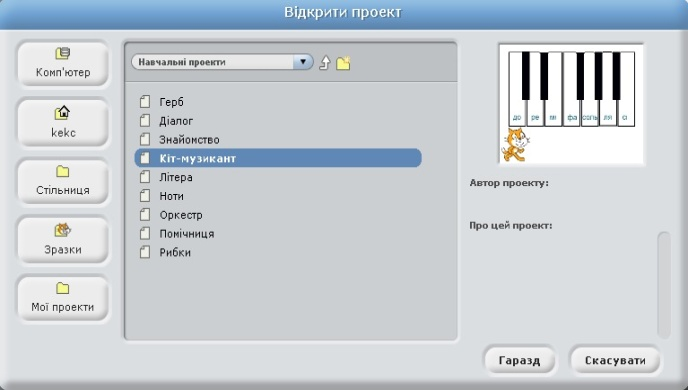 Відкрити проект
Комп'ютер
kekc
Стільниця
Зразки
Мої проекти
Навчальні проекти
Герб
Діалог
Знайомство
Кіт-музикант
Літера
Ноти
Оркестр
Помічниця
Рибки
до ре мі фа соль ля сі
Автор проекту:
Про цей проект:
Гаразд
Скасувати